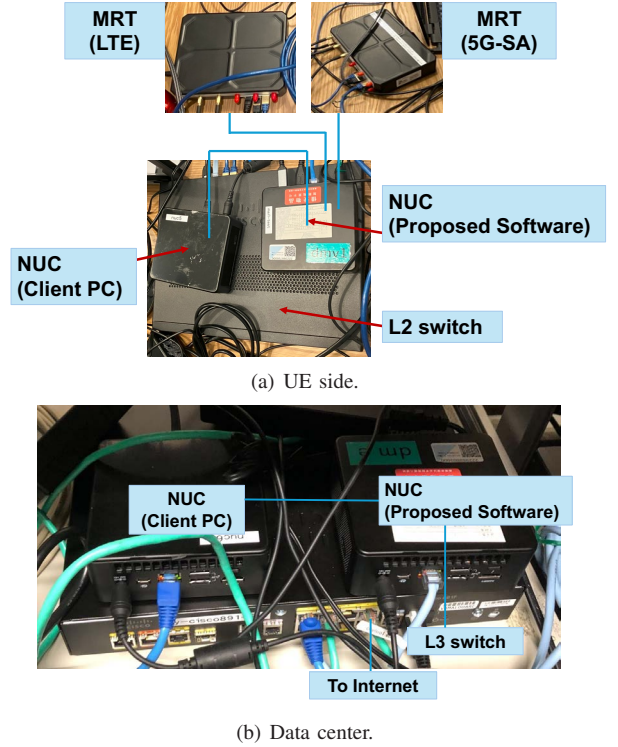 MRT
(LTE)
MRT
(5G-SA)
NUC
(Proposed Software)
NUC
(Client PC)
L2 switch
(a) UE side.
NUC
(Client PC)
NUC
(Proposed Software)
cisco891
L3 switch
To Internet
(b) Data center.